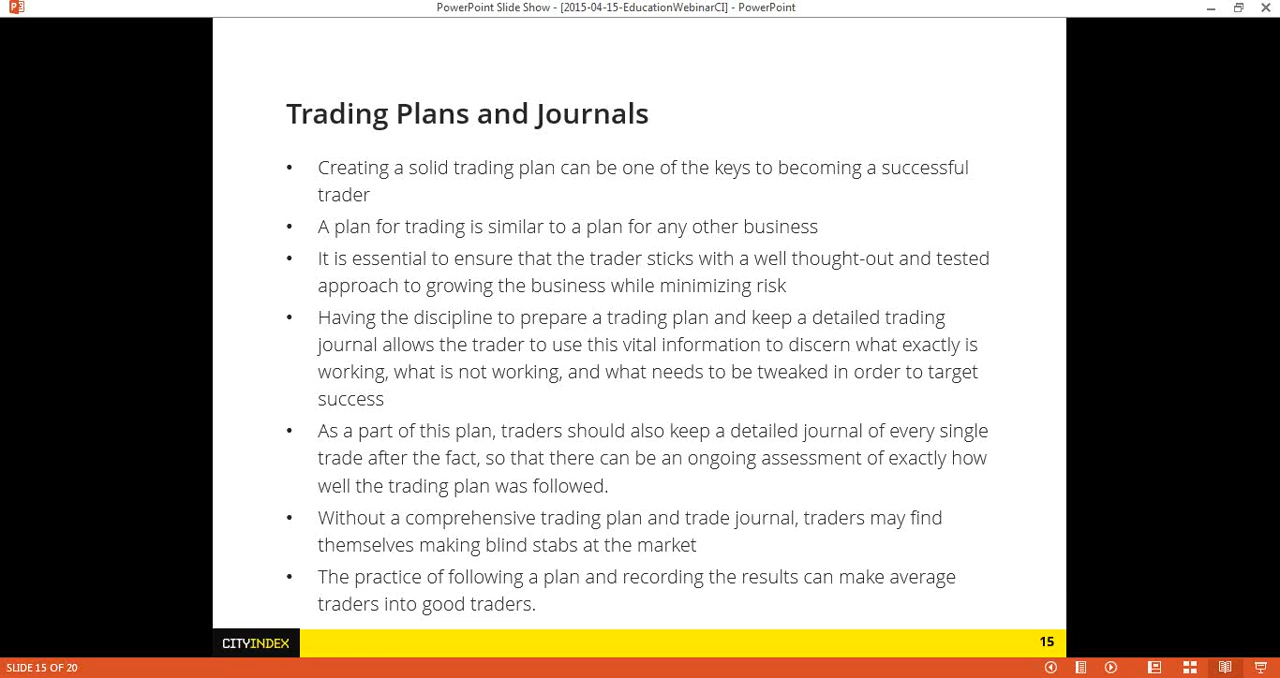 PowerPoint Slide Show - [2015-04-15-EducationWebinarCI] - PowerPoint
Trading Plans and Journals
• Creating a solid trading plan can be one of the keys to becoming a successful
trader
• A plan for trading is similar to a plan for any other business
• It is essential to ensure that the trader sticks with a well thought-out and tested
approach to growing the business while minimizing risk
• Having the discipline to prepare a trading plan and keep a detailed trading
journal allows the trader to use this vital information to discern what exactly is
working, what is not working, and what needs to be tweaked in order to target
success
• As a part of this plan, traders should also keep a detailed journal of every single
trade after the fact, so that there can be an ongoing assessment of exactly how
well the trading plan was followed.
• Without a comprehensive trading plan and trade journal, traders may find
themselves making blind stabs at the market
• The practice of following a plan and recording the results can make average
traders into good traders.
CITYINDEX
15
SLIDE 15 OF 20